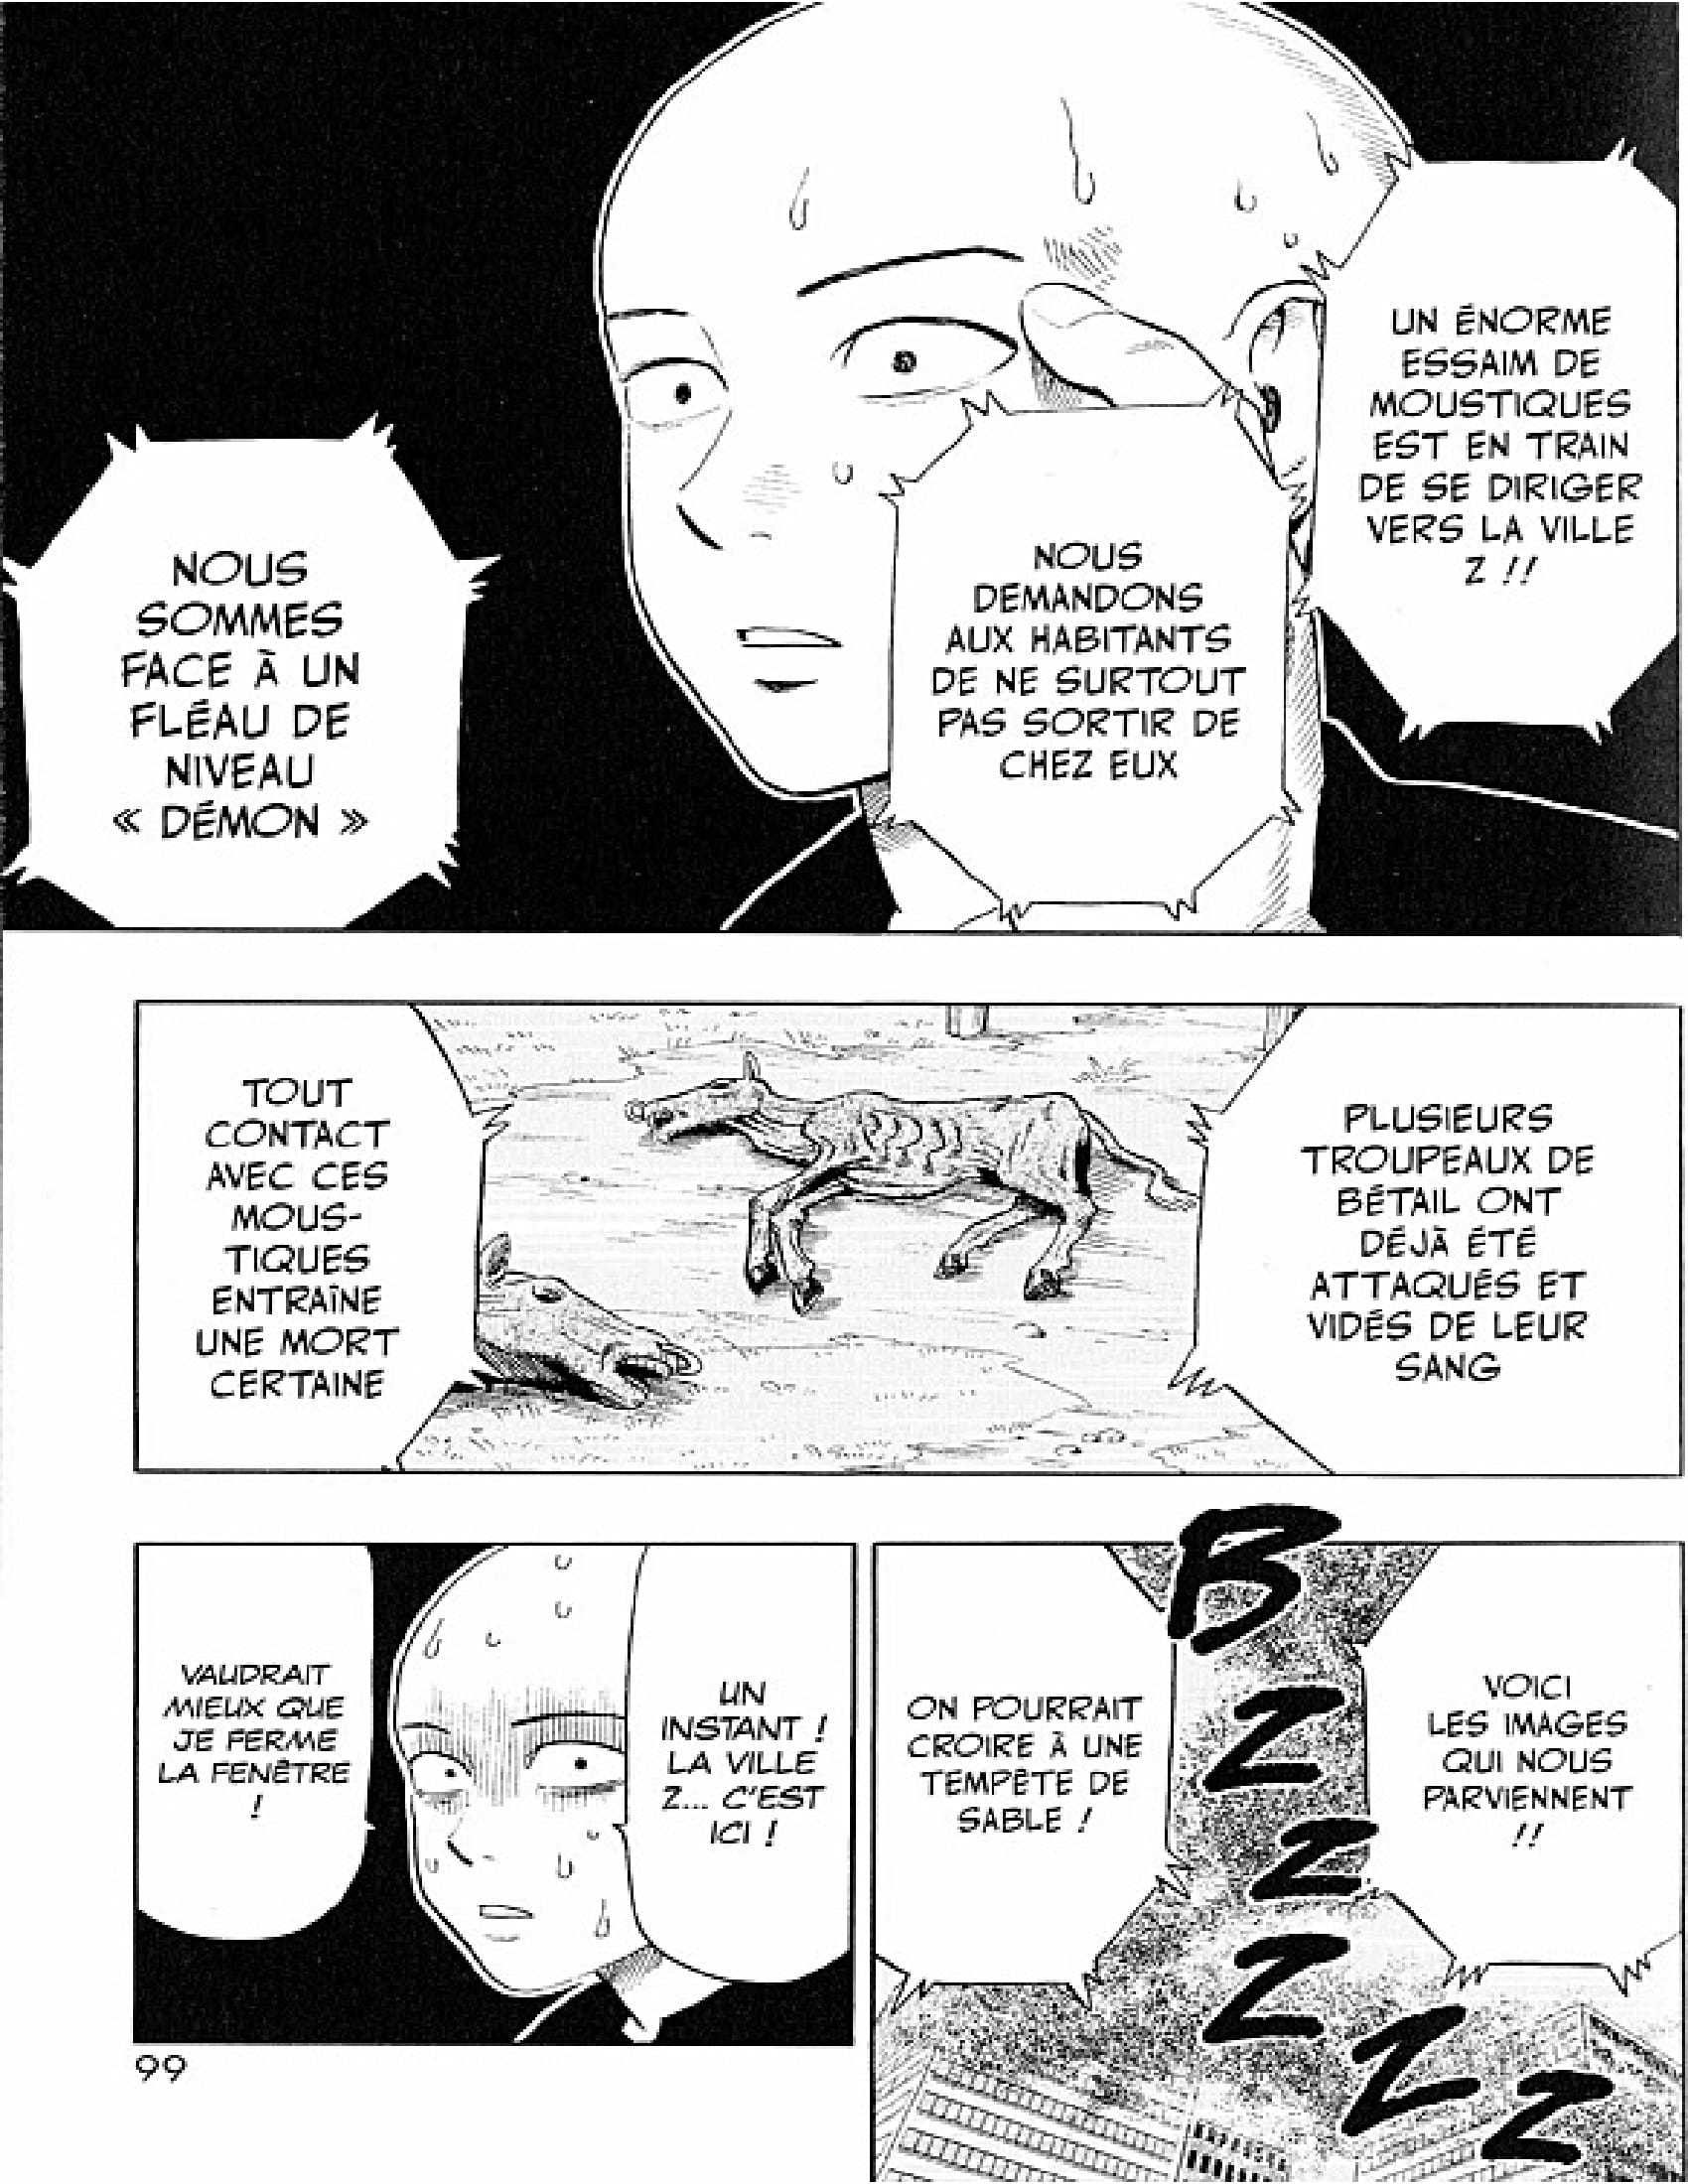 UN ÉNORME
ESSAIM DE
MOUSTIQUES
EST EN TRAIN
DE SE DIRIGER
VERS LA VILLE
Z !!
NOUS
DEMANDONS
AUX HABITANTS
DE NE SURTOUT
PAS SORTIR DE
CHEZ EUX
NOUS
SOMMES
FACE À UN
FLÉAU DE
NIVEAU
« DÉMON »
PLUSIEURS
TROUPEAUX DE
BÉTAIL ONT
DÉJÀ ÉTÉ
ATTAQUÉS ET
VIDÉS DE LEUR
SANG
TOUT
CONTACT
AVEC CES
MOUS-
TIQUES
ENTRAÎNE
UNE MORT
CERTAINE
VOICI
LES IMAGES
QUI NOUS
PARVIENNENT
!!
BZZZZZZ
ON POURRAIT
CROIRE À UNE
TEMPÊTE DE
SABLE !
UN
INSTANT !
LA VILLE
Z... C'EST
ICI !
VAUDRAIT
MIEUX QUE
JE FERME
LA FENÊTRE
!
99